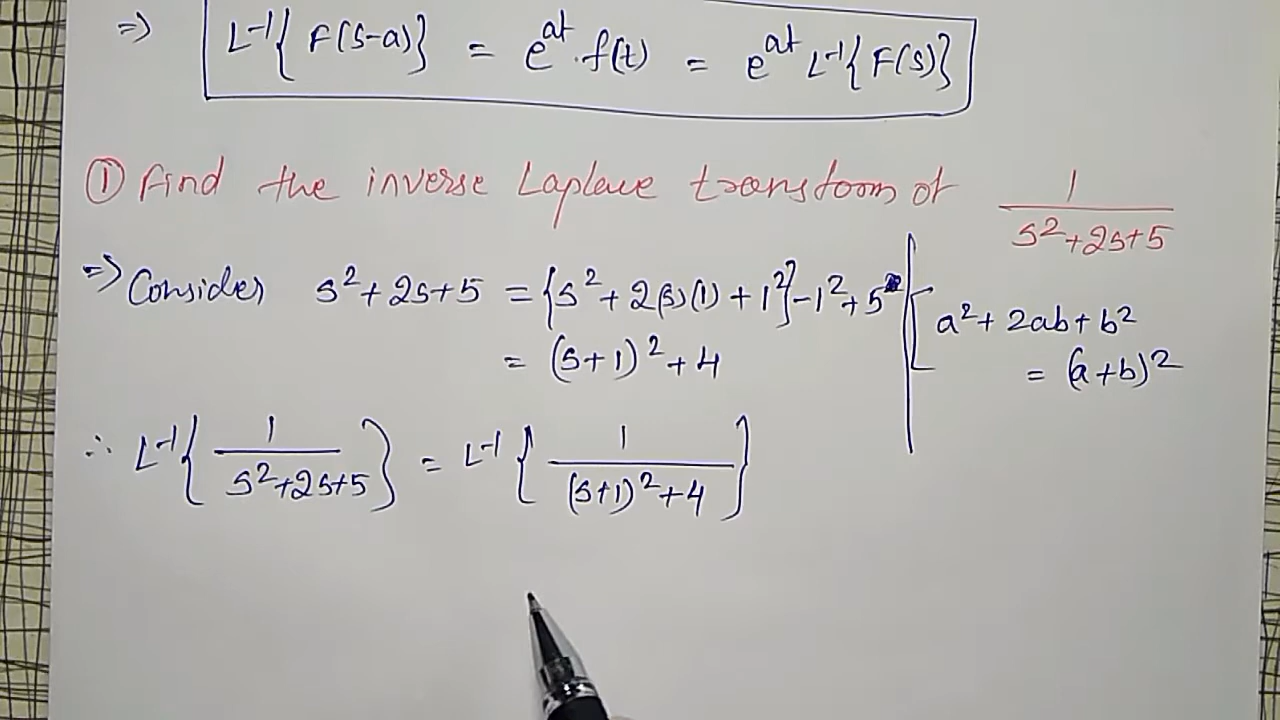 ⇒ L⁻¹{F(s-a)} = e^{at}.f(t) = e^{at} L⁻¹{F(s)}
① Find the inverse Laplace transform of 1/(s²+2s+5)
⇒ Consider s²+2s+5 = {s²+2(s)(1)+1²}-1²+5
= (s+1)²+4
a²+2ab+b²
= (a+b)²
∴ L⁻¹{1/(s²+2s+5)} = L⁻¹{1/((s+1)²+4)}